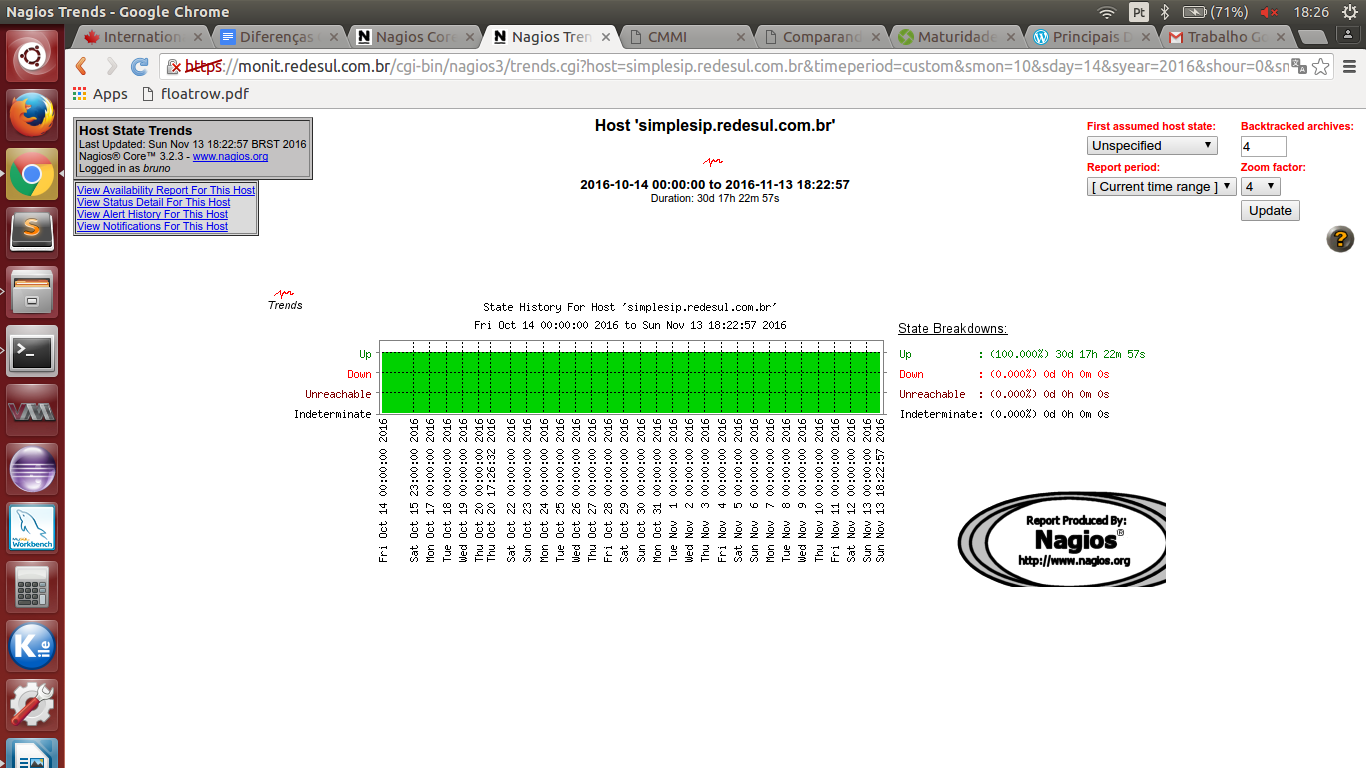 Nagios Trends - Google Chrome
Pt
(71%)
18:26
Internation
Diferenças
Nagios Core
Nagios Tren
CMMI
Comparand
Maturidade
Principais D
Trabalho Go
https://monit.redesul.com.br/cgi-bin/nagios3/trends.cgi?host=simplesip.redesul.com.br&timeperiod=custom&smon=10&sday=14&syear=2016&shour=0&sm
Apps
floatrow.pdf
Host State Trends
Last Updated: Sun Nov 13 18:22:57 BRST 2016
Nagios® Core™ 3.2.3 - www.nagios.org
Logged in as bruno
View Availability Report For This Host
View Status Detail For This Host
View Alert History For This Host
View Notifications For This Host
Host 'simplesip.redesul.com.br'
2016-10-14 00:00:00 to 2016-11-13 18:22:57
Duration: 30d 17h 22m 57s
First assumed host state:
Backtracked archives:
Unspecified
4
Report period:
Zoom factor:
[ Current time range ]
4
Update
?
Trends
State History For Host 'simplesip.redesul.com.br'
Fri Oct 14 00:00:00 2016 to Sun Nov 13 18:22:57 2016
Up
Down
Unreachable
Indeterminate
Fri Oct 14 00:00:00 2016
Sat Oct 15 23:00:00 2016
Mon Oct 17 00:00:00 2016
Tue Oct 18 00:00:00 2016
Wed Oct 19 00:00:00 2016
Thu Oct 20 00:00:00 2016
Thu Oct 20 17:26:32 2016
Sat Oct 22 00:00:00 2016
Sun Oct 23 00:00:00 2016
Mon Oct 24 00:00:00 2016
Tue Oct 25 00:00:00 2016
Wed Oct 26 00:00:00 2016
Thu Oct 27 00:00:00 2016
Fri Oct 28 00:00:00 2016
Sat Oct 29 00:00:00 2016
Sun Oct 30 00:00:00 2016
Mon Oct 31 00:00:00 2016
Tue Nov 1 00:00:00 2016
Wed Nov 2 00:00:00 2016
Thu Nov 3 00:00:00 2016
Fri Nov 4 00:00:00 2016
Sat Nov 5 00:00:00 2016
Sun Nov 6 00:00:00 2016
Mon Nov 7 00:00:00 2016
Tue Nov 8 00:00:00 2016
Wed Nov 9 00:00:00 2016
Thu Nov 10 00:00:00 2016
Fri Nov 11 00:00:00 2016
Sat Nov 12 00:00:00 2016
Sun Nov 13 00:00:00 2016
Sun Nov 13 18:22:57 2016
State Breakdowns:
Up : (100.000%) 30d 17h 22m 57s
Down : (0.000%) 0d 0h 0m 0s
Unreachable : (0.000%) 0d 0h 0m 0s
Indeterminate: (0.000%) 0d 0h 0m 0s
Report Produced By:
Nagios®
http://www.nagios.org
MySQL
Workbench
Kile